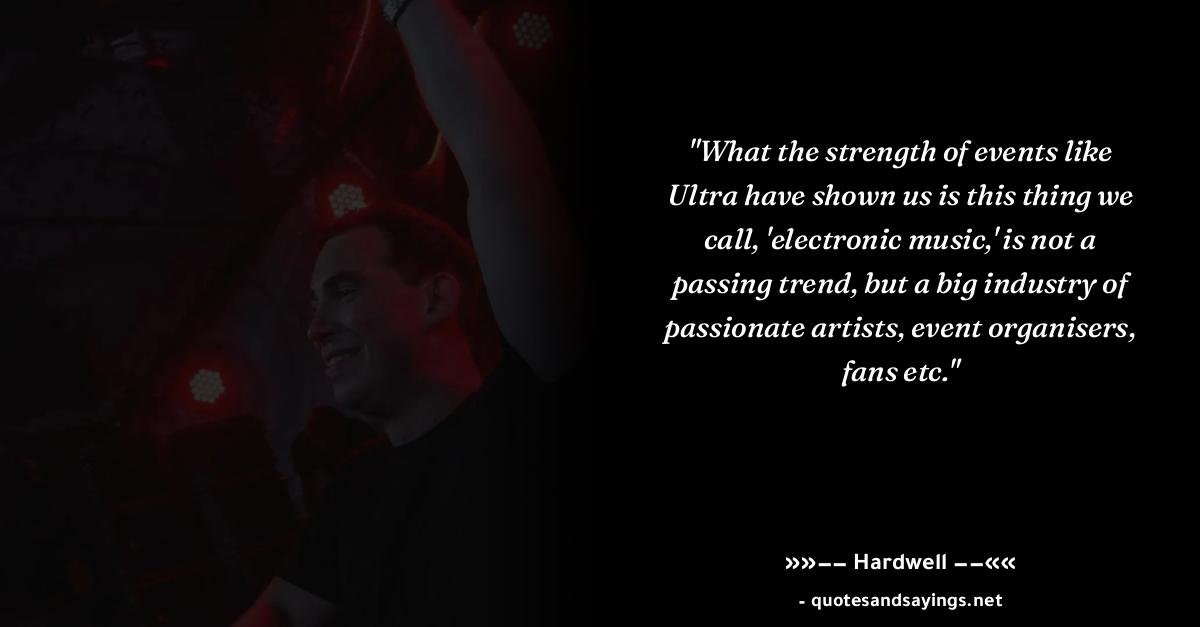 "What the strength of events like
Ultra have shown us is this thing we
call, 'electronic music,' is not a
passing trend, but a big industry of
passionate artists, event organisers,
fans etc."
»»−− Hardwell −−««
- quotesandsayings.net